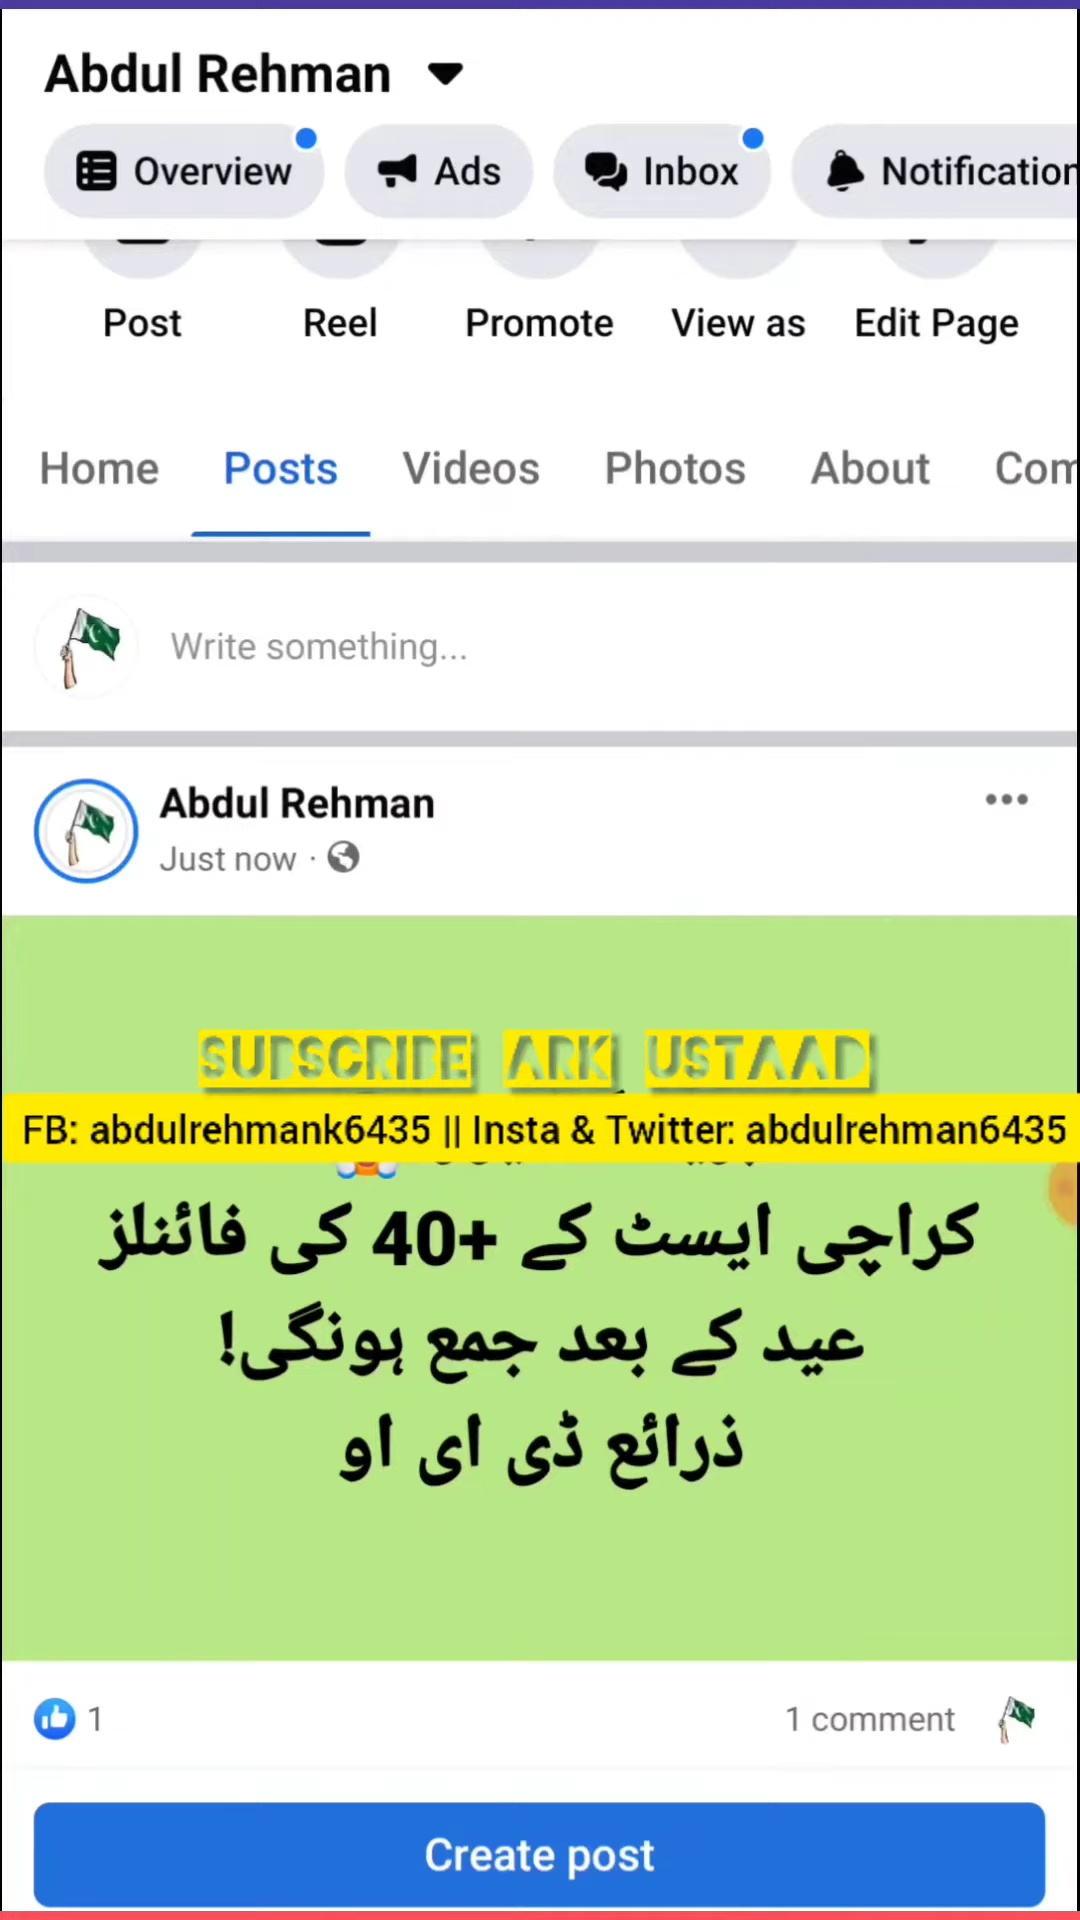 Abdul Rehman
Overview
Ads
Inbox
Notification
Post
Reel
Promote
View as
Edit Page
Home
Posts
Videos
Photos
About
Com
Write something...
Abdul Rehman
Just now ·
SUBSCRIBE ARK USTAAD
FB: abdulrehmank6435 || Insta & Twitter: abdulrehman6435
کراچی ایسٹ کے +40 کی فائنلز
عید کے بعد جمع ہونگی!
ذرائع ڈی ای او
1
1 comment
Create post